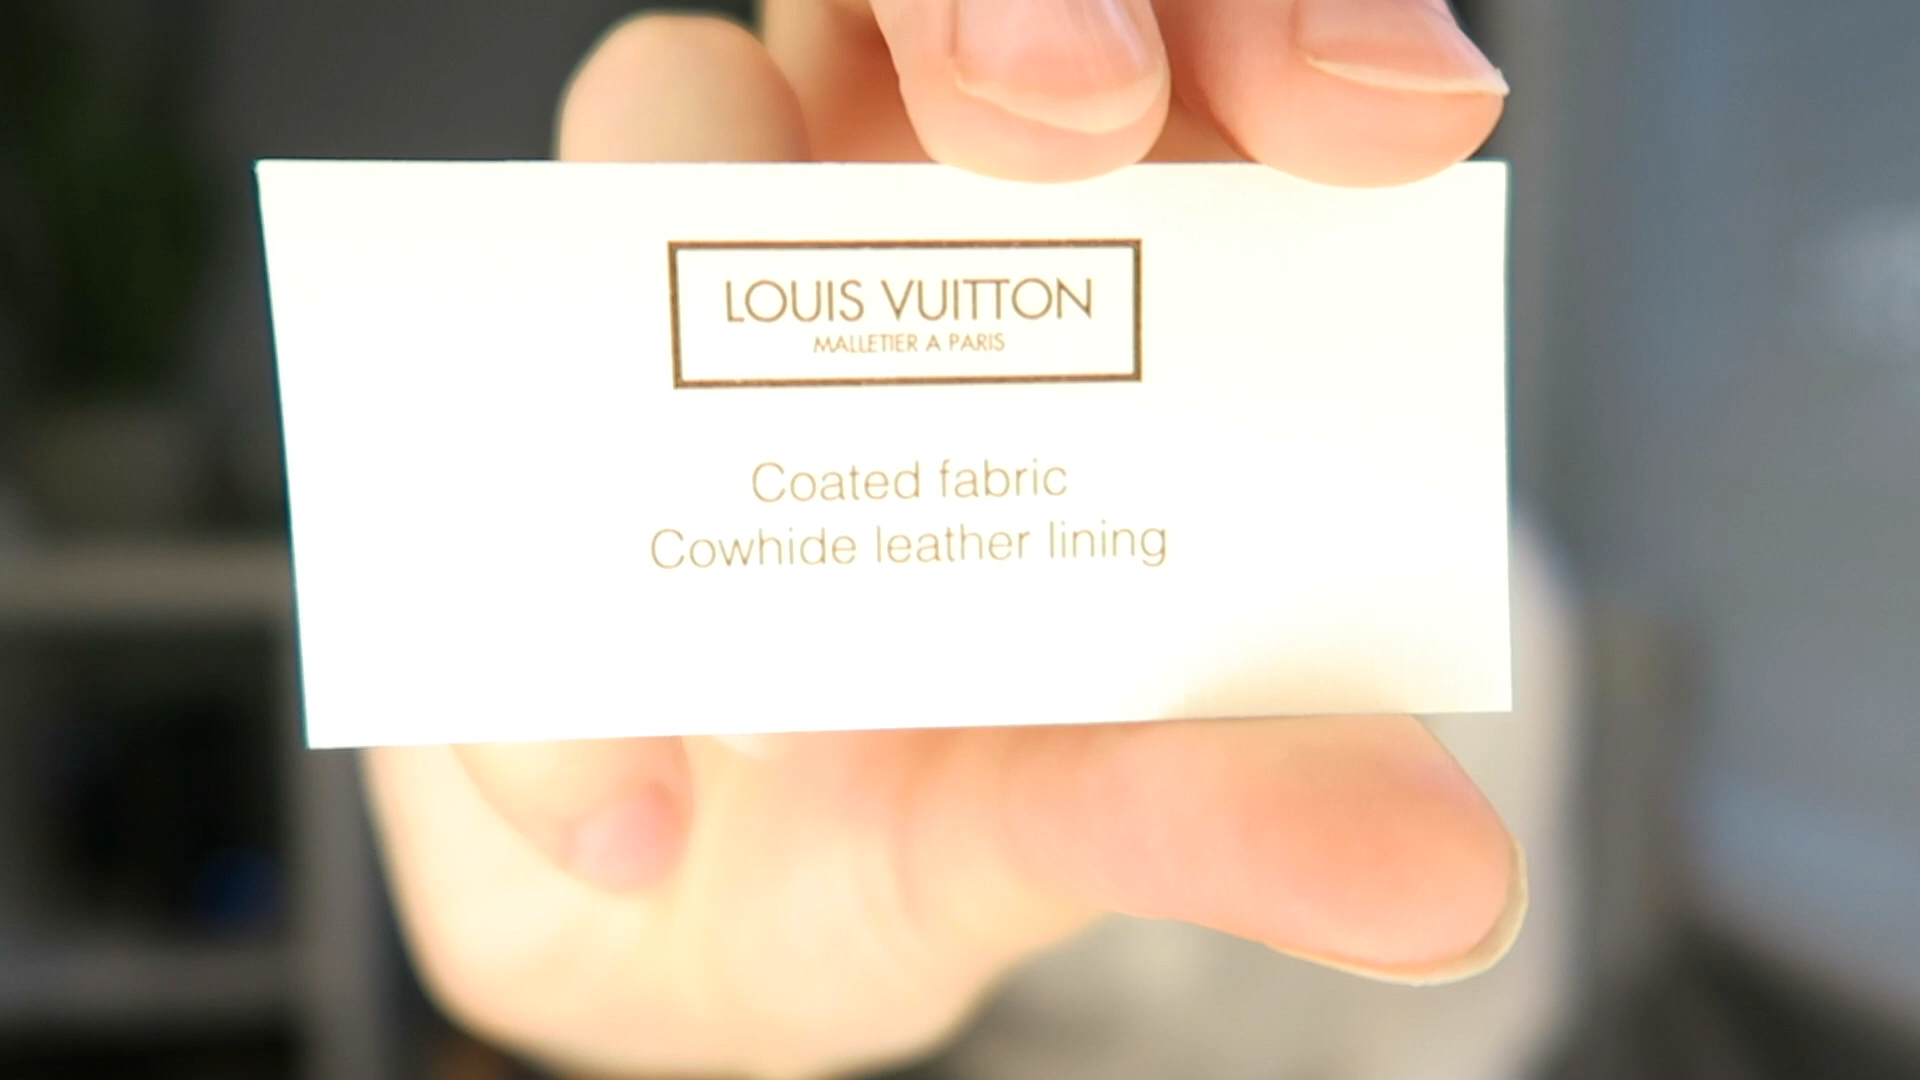 LOUIS VUITTON
MALLETIER A PARIS
Coated fabric
Cowhide leather lining